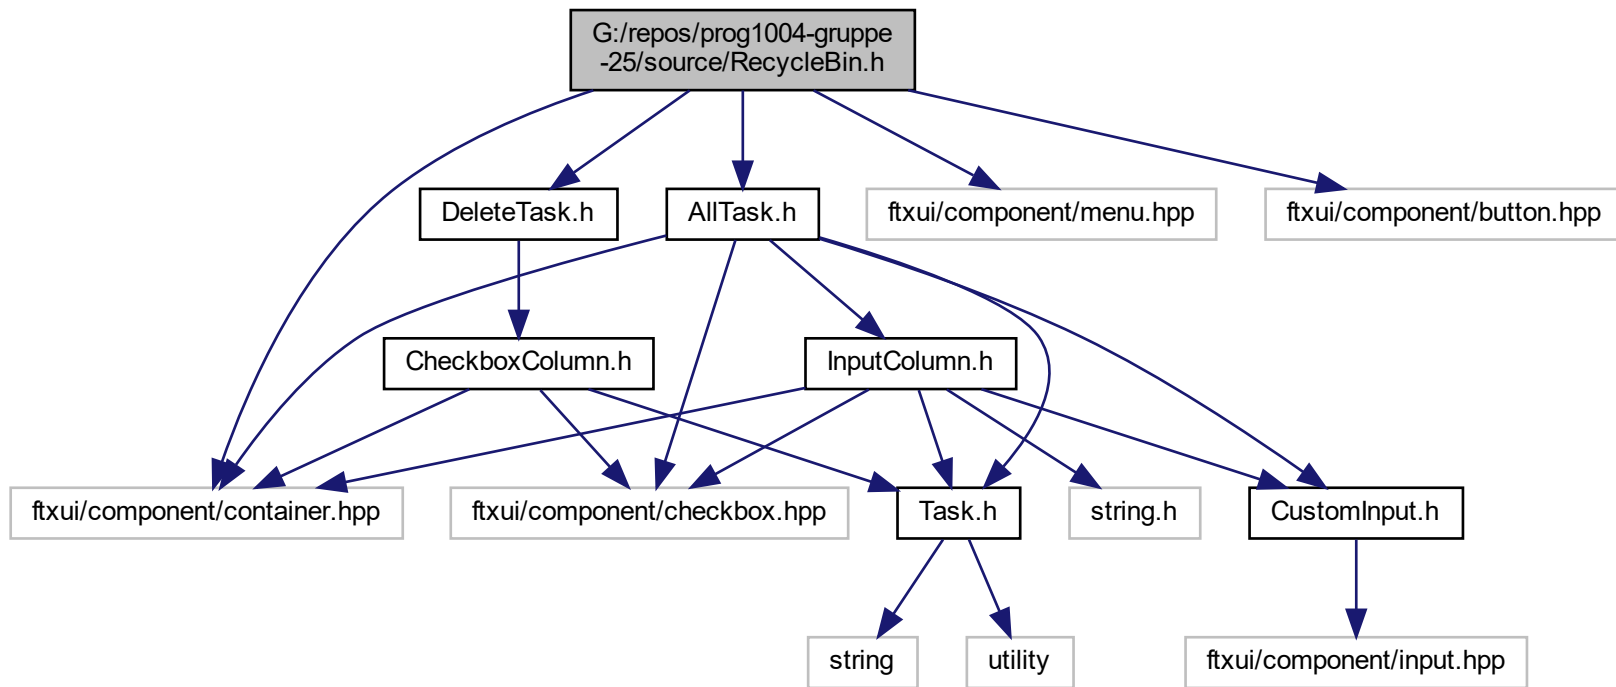 G:/repos/prog1004-gruppe
-25/source/RecycleBin.h
DeleteTask.h
AllTask.h
ftxui/component/menu.hpp
ftxui/component/button.hpp
CheckboxColumn.h
InputColumn.h
ftxui/component/container.hpp
ftxui/component/checkbox.hpp
Task.h
string.h
CustomInput.h
string
utility
ftxui/component/input.hpp